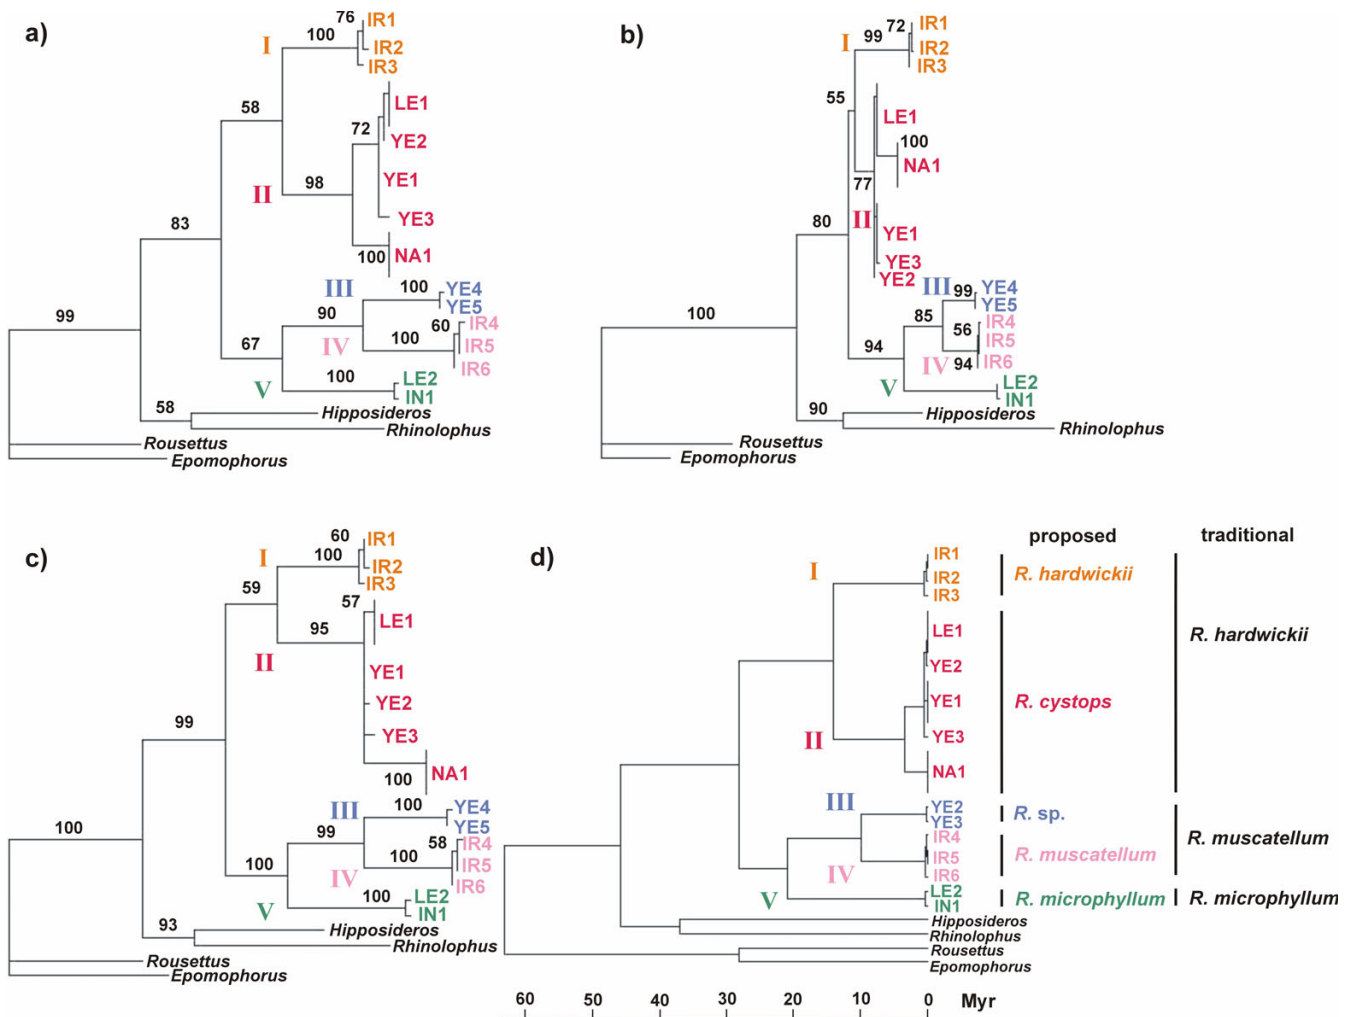 a)
76
IR1
I
100
IR2
IR3
58
LE1
72
YE2
YE1
II
98
YE3
83
100
NA1
III
100
YE4
YE5
90
60
IR4
99
IR5
67
IV
100
IR6
100
LE2
V
IN1
58
Hipposideros
Rhinolophus
Rousettus
Epomophorus
b)
72
IR1
I
99
IR2
IR3
55
LE1
100
NA1
77
II
80
YE1
YE3
YE2
III
99
YE4
YE5
85
IR4
56
100
IR5
94
IV
94
IR6
LE2
V
IN1
90
Hipposideros
Rhinolophus
Rousettus
Epomophorus
c)
60
IR1
I
100
IR2
IR3
59
57
LE1
95
II
YE1
YE2
YE3
99
NA1
100
III
100
YE4
YE5
99
58
IR4
100
IR5
100
100
IV
IR6
100
LE2
V
IN1
93
Hipposideros
Rhinolophus
Rousettus
Epomophorus
d)
proposed
traditional
IR1
I
IR2
R. hardwickii
IR3
LE1
R. hardwickii
YE2
YE1
R. cystops
YE3
II
NA1
III
YE2
R. sp.
YE3
IR4
R. muscatellum
IR5
R. muscatellum
IV
IR6
LE2
V
R. microphyllum
R. microphyllum
IN1
Hipposideros
Rhinolophus
Rousettus
Epomophorus
60 50 40 30 20 10 0 Myr